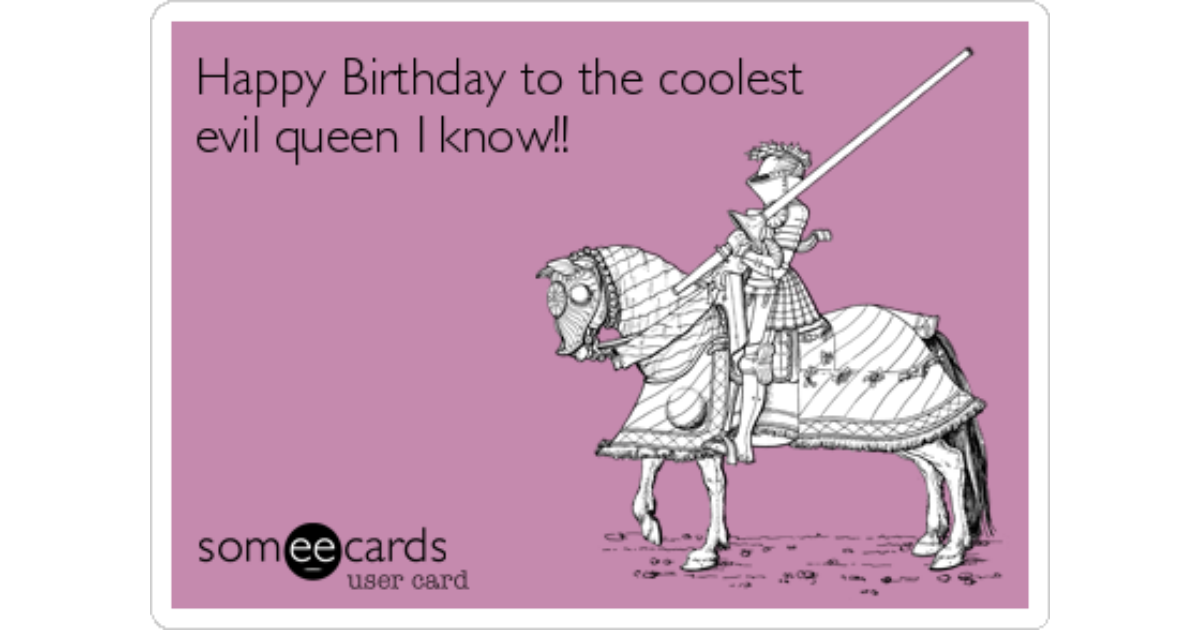 Happy Birthday to the coolest
evil queen I know!!
someecards
user card